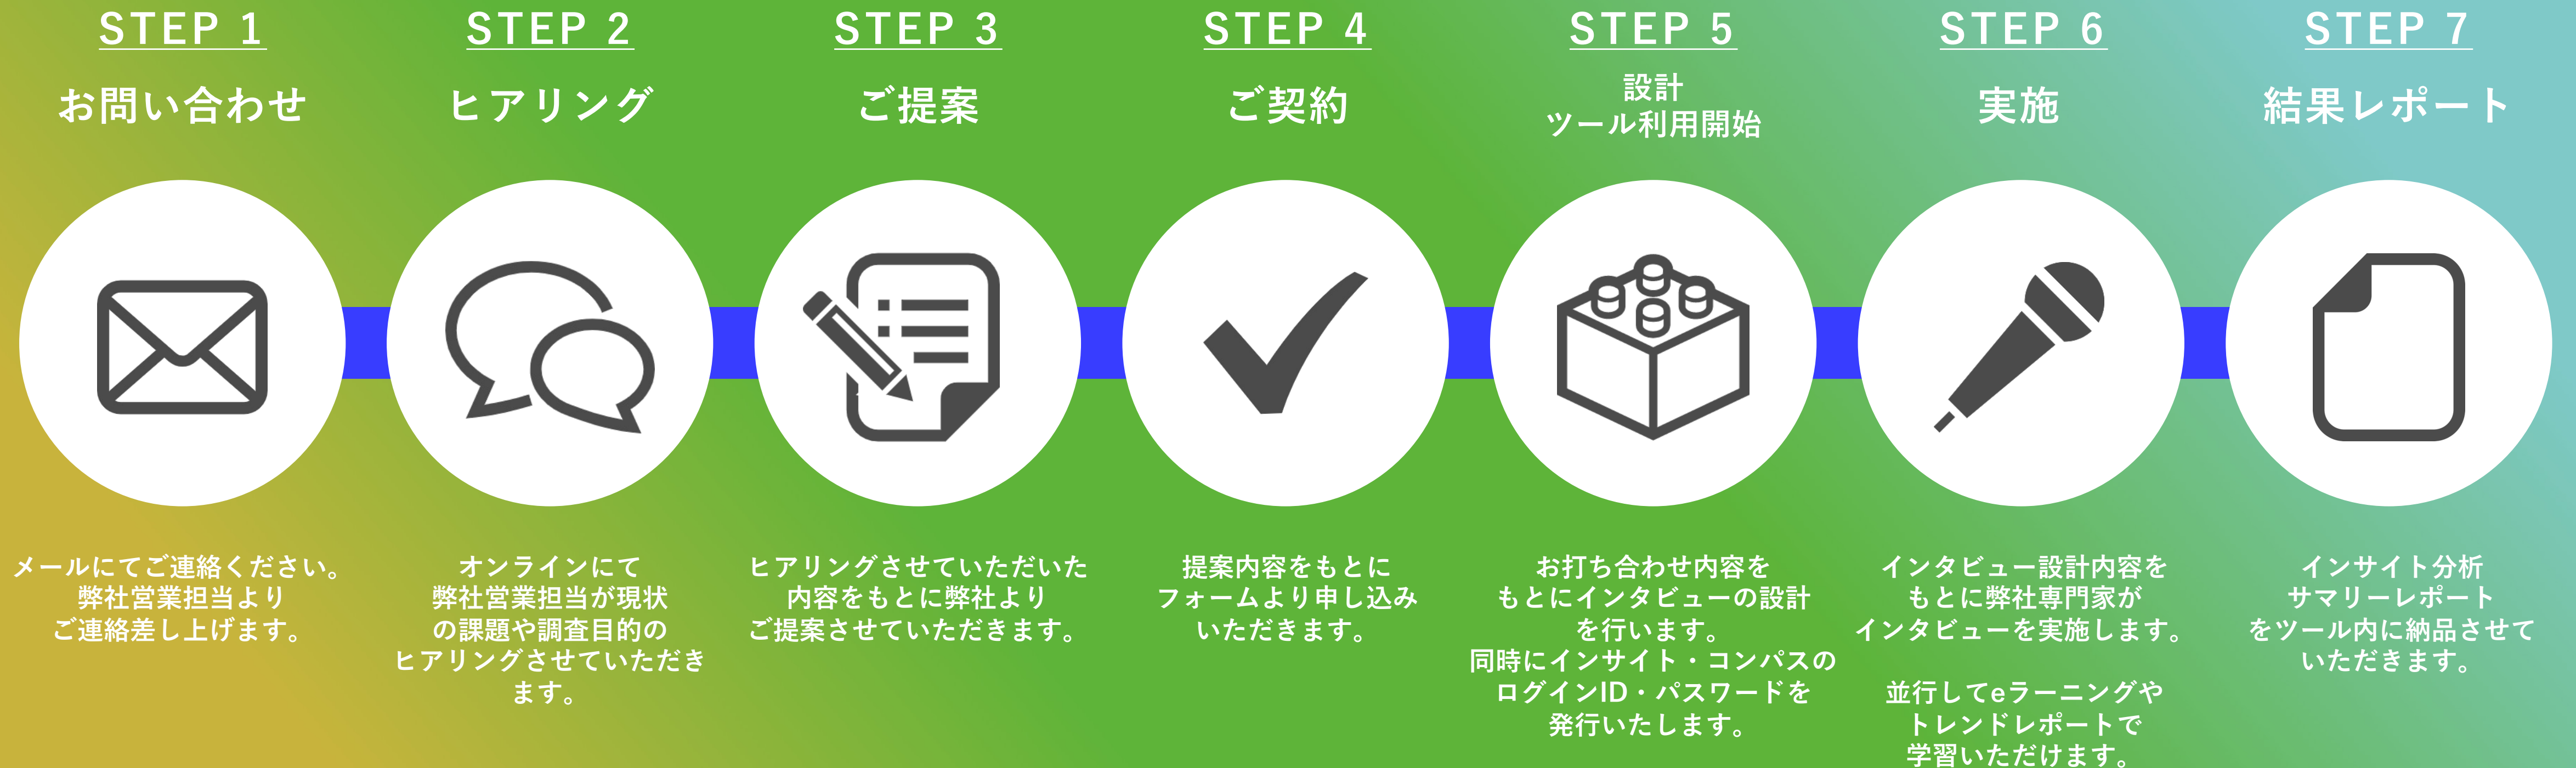 STEP 1
お問い合わせ
メールにてご連絡ください。
弊社営業担当より
ご連絡差し上げます。
STEP 2
ヒアリング
オンラインにて
弊社営業担当が現状
の課題や調査目的の
ヒアリングさせていただき
ます。
STEP 3
ご提案
ヒアリングさせていただいた
内容をもとに弊社より
ご提案させていただきます。
STEP 4
ご契約
提案内容をもとに
フォームより申し込み
いただきます。
STEP 5
設計
ツール利用開始
お打ち合わせ内容を
もとにインタビューの設計
を行います。
同時にインサイト・コンパスの
ログインID・パスワードを
発行いたします。
STEP 6
実施
インタビュー設計内容を
もとに弊社専門家が
インタビューを実施します。
並行してeラーニングや
トレンドレポートで
学習いただけます。
STEP 7
結果レポート
インサイト分析
サマリーレポート
をツール内に納品させて
いただきます。